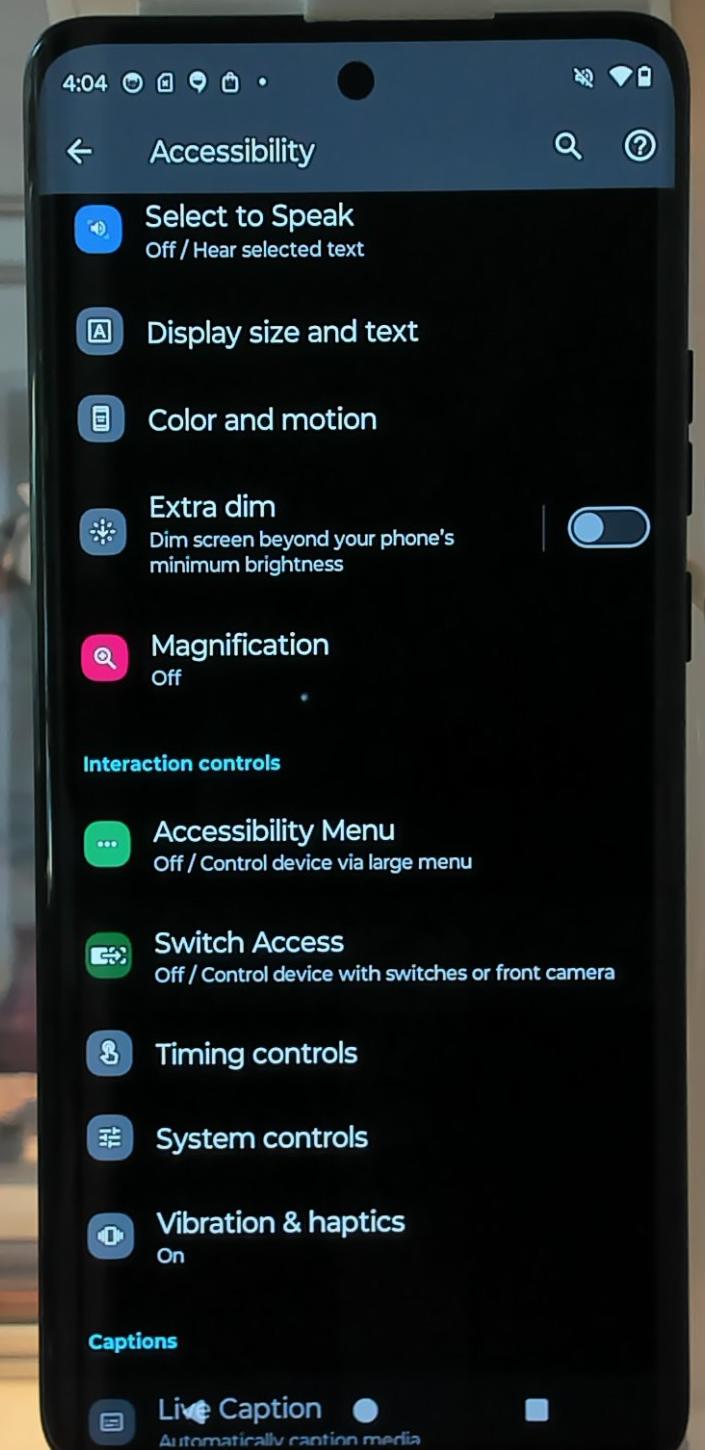 4:04
Accessibility
Select to Speak
Off / Hear selected text
Display size and text
Color and motion
Extra dim
Dim screen beyond your phone's
minimum brightness
Magnification
Off
Interaction controls
Accessibility Menu
Off / Control device via large menu
Switch Access
Off / Control device with switches or front camera
Timing controls
System controls
Vibration & haptics
On
Captions
Live Caption
Automatically caption media